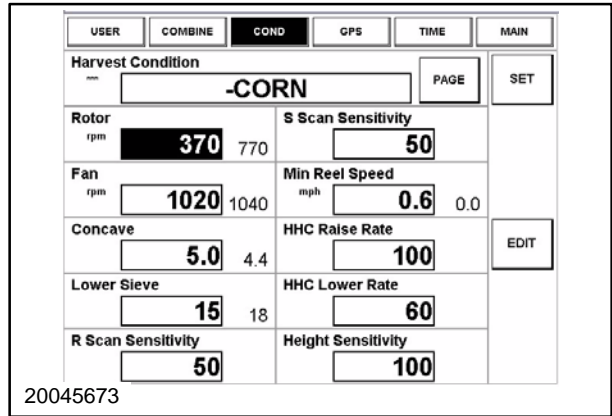 USER COMBINE COND GPS TIME MAIN
Harvest Condition
-CORN PAGE SET
Rotor S Scan Sensitivity
rpm 370 770 50
Fan Min Reel Speed
rpm 1020 1040 mph 0.6 0.0
Concave HHC Raise Rate EDIT
5.0 4.4 100
Lower Sieve HHC Lower Rate
15 18 60
R Scan Sensitivity Height Sensitivity
50 100
20045673